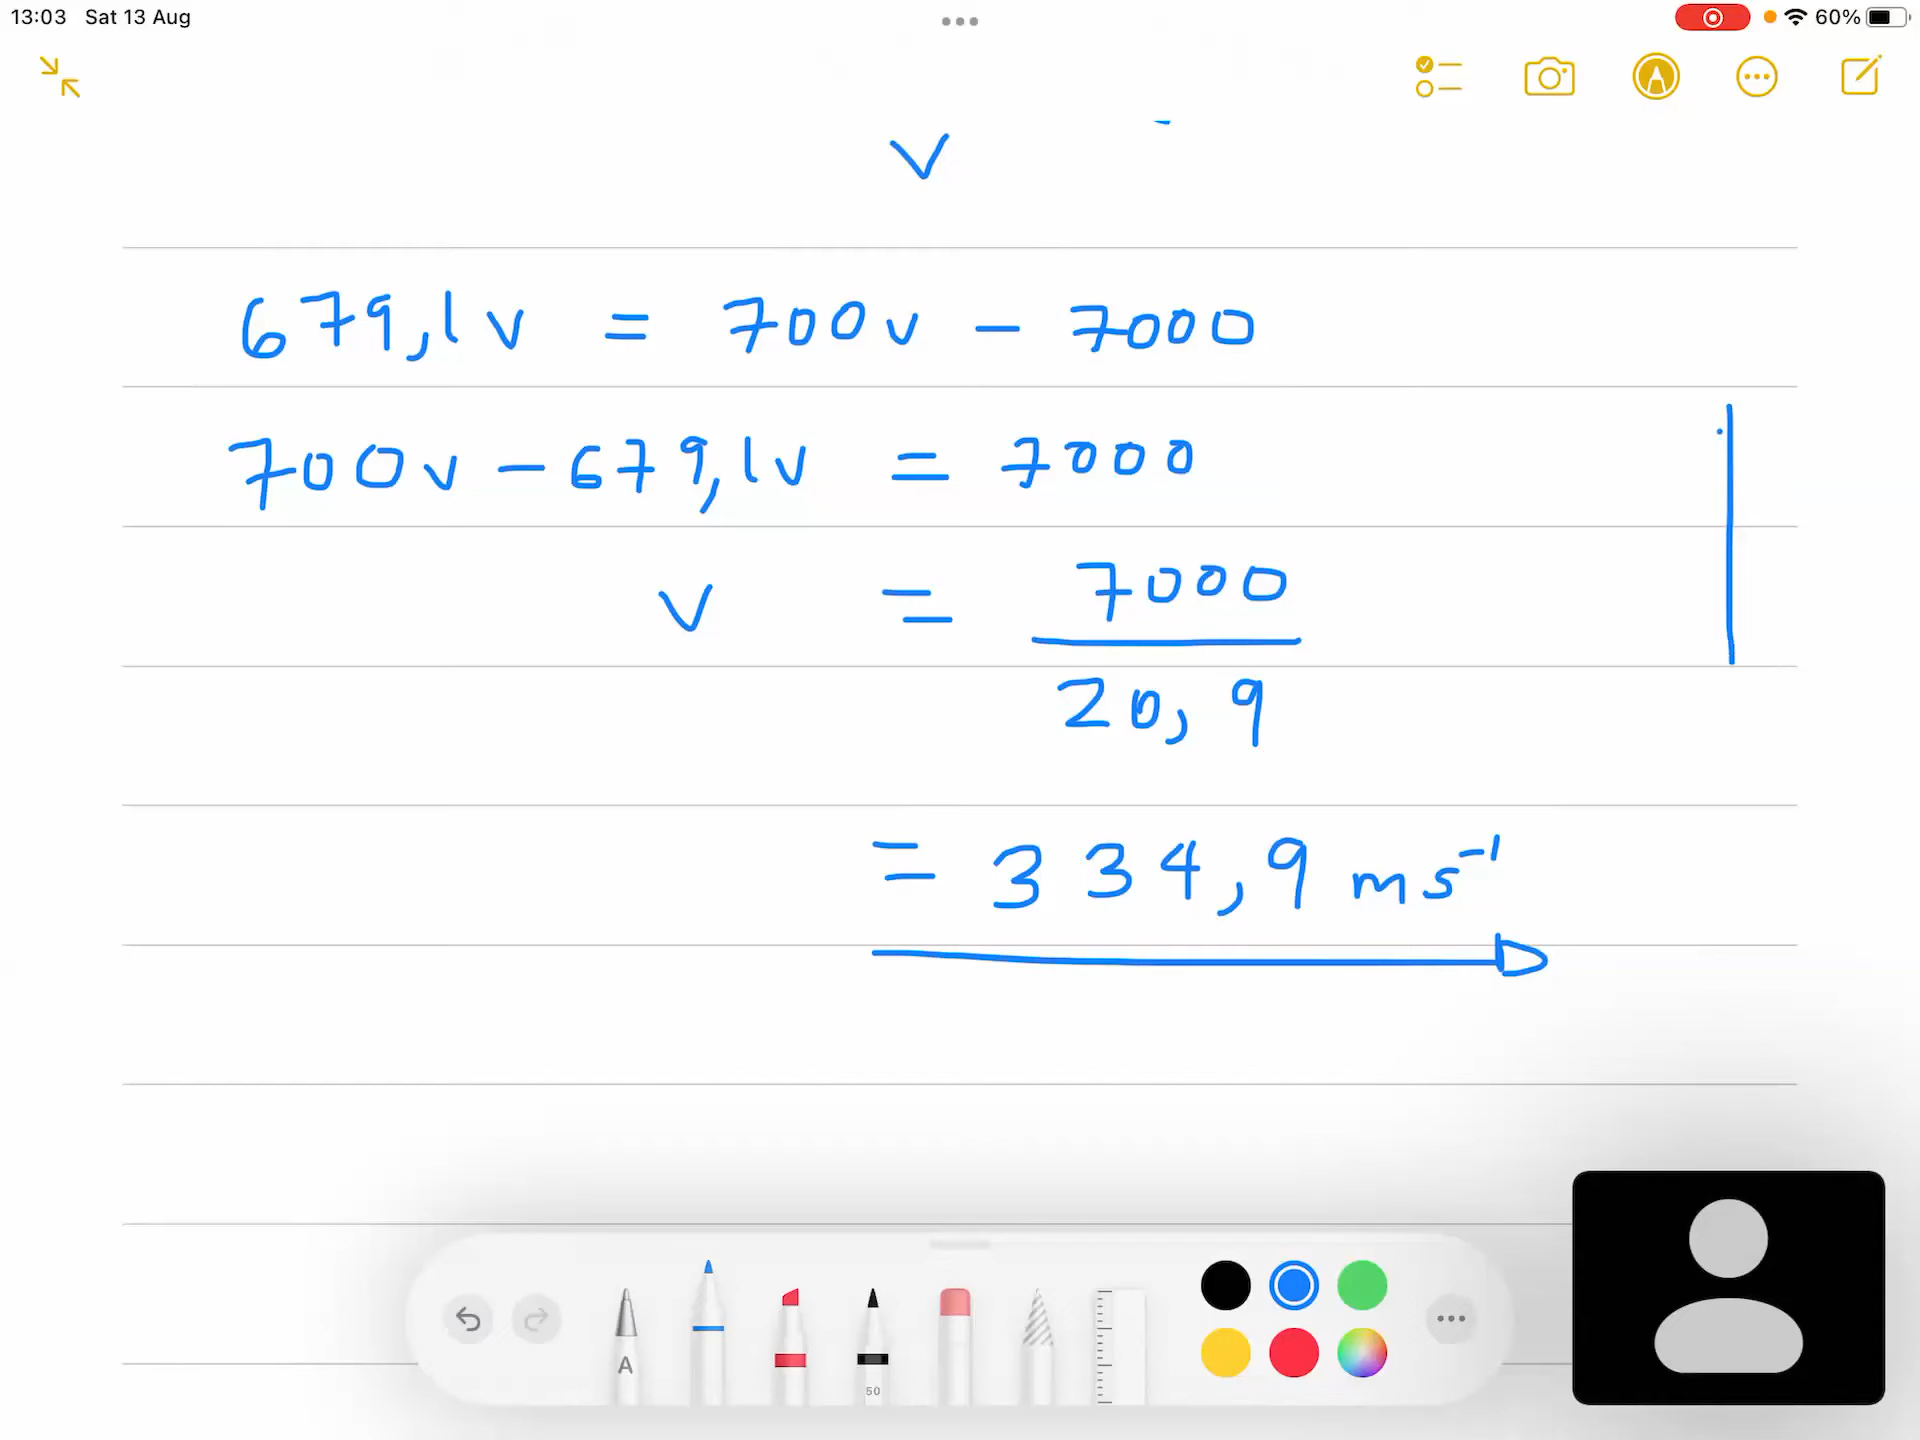 13:03 Sat 13 Aug 60%
v
679,1v = 700v - 7000
700v - 679,1v = 7000
v = 7000
20,9
= 334,9 ms⁻¹
A
50